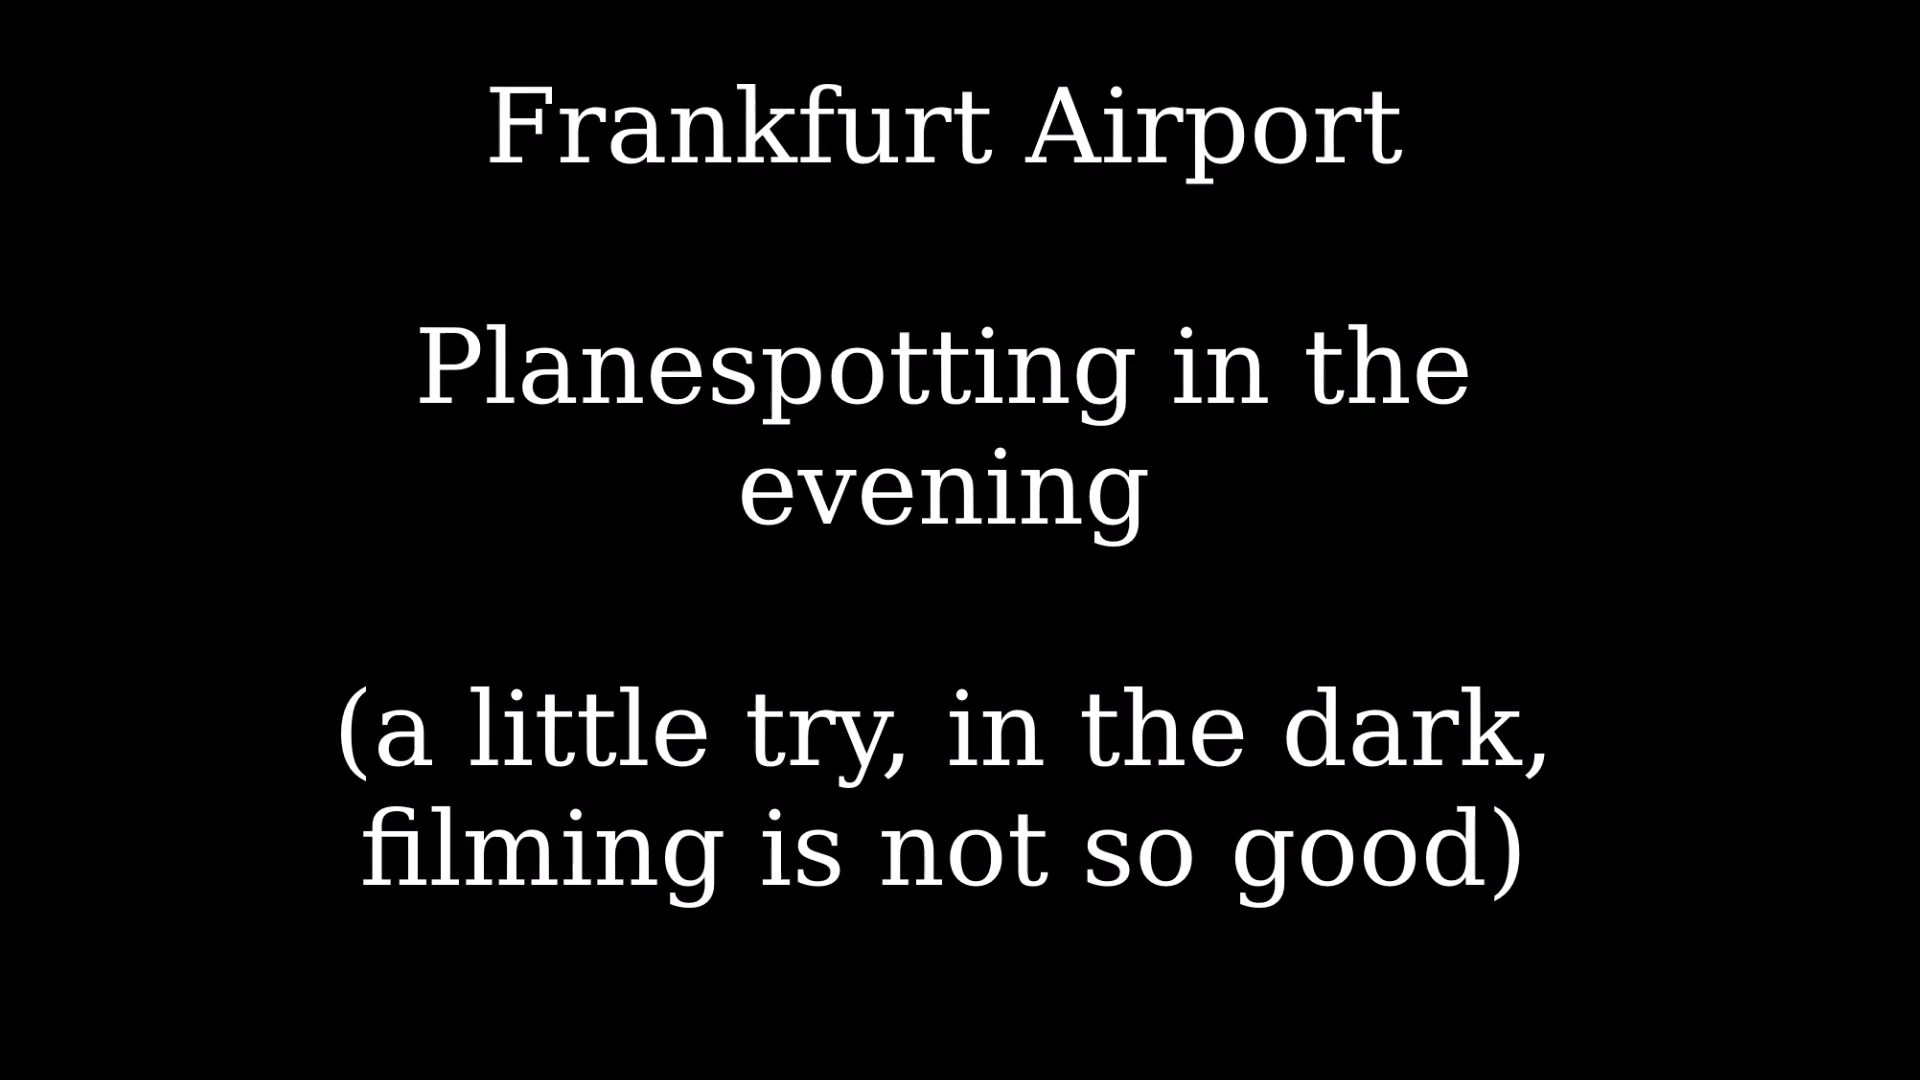 Frankfurt Airport
Planespotting in the
evening
(a little try, in the dark,
filming is not so good)